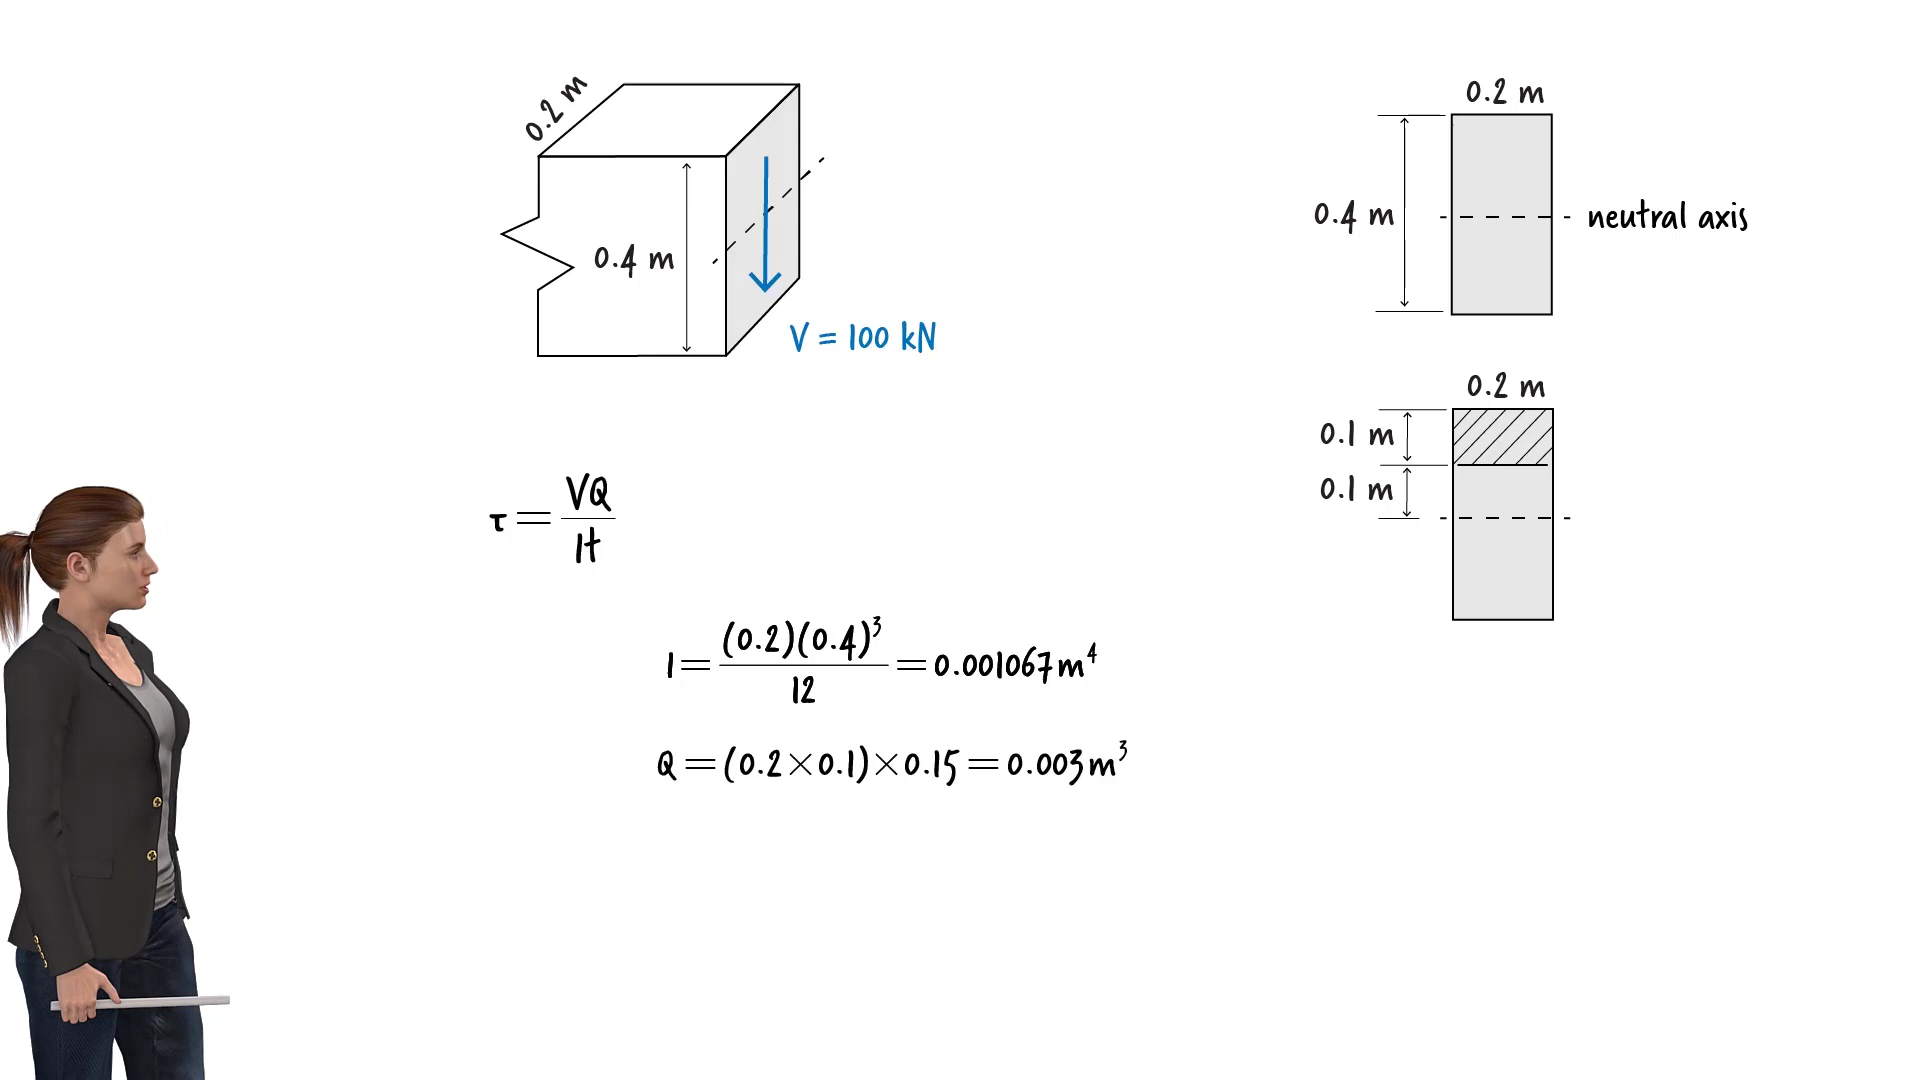 0.2 m
0.4 m
V = 100 kN
0.2 m
0.4 m
neutral axis
0.2 m
0.1 m
0.1 m
τ = VQ / It
I = (0.2)(0.4)³ / 12 = 0.001067 m⁴
Q = (0.2 × 0.1) × 0.15 = 0.003 m³